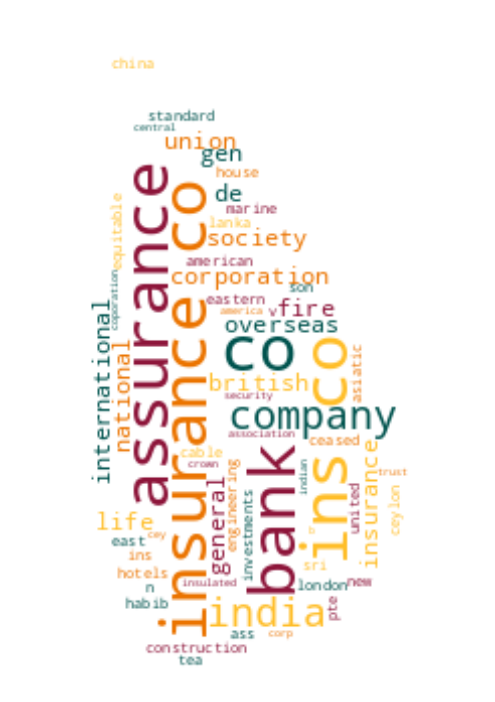 china
standard
central
union
gen
house
assurance
insurance co
de
marine
equitable
lanka
society
american
corporation
son
coporation
international
eastern
america
v
fire
overseas
national
co
ins co
british
asiatic
security
company
association
ceased
cable
crown
bank
indian
engineering
general
investments
insurance
trust
united
ceylon
life
east
cey
ins
sri
hotels
n
insulated
london
new
habib
india
pte
ass
corp
construction
tea